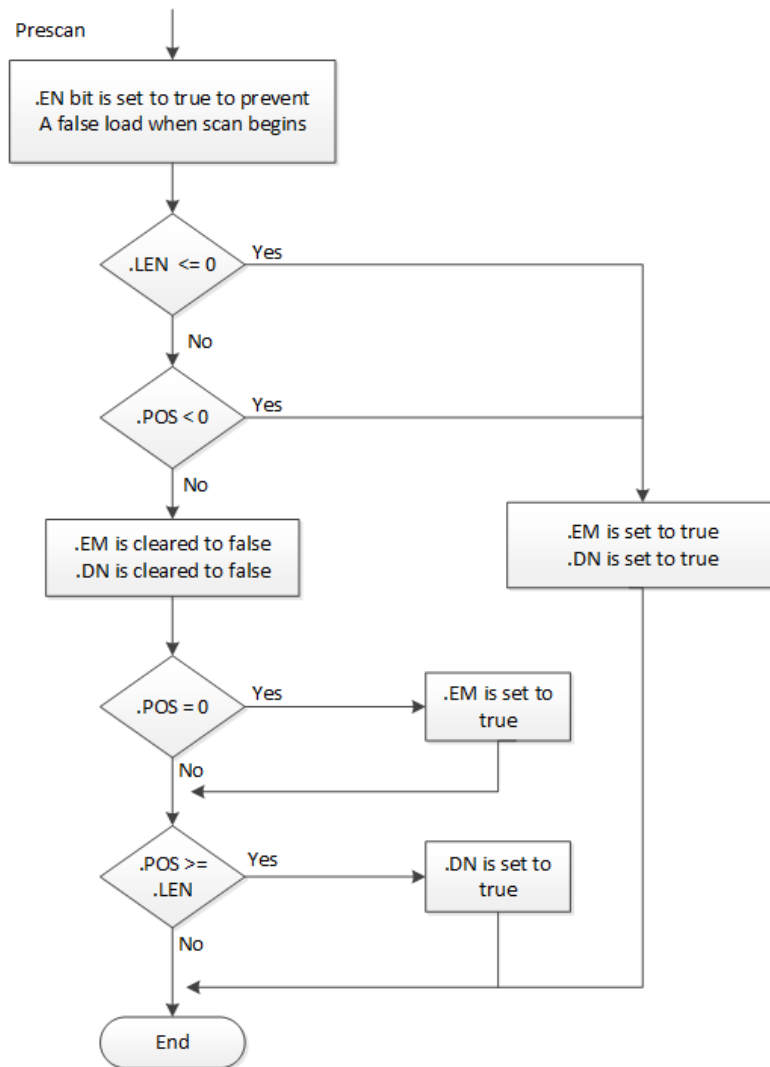 Prescan
.EN bit is set to true to prevent
A false load when scan begins
.LEN <= 0
Yes
No
.POS < 0
Yes
No
.EM is cleared to false
.DN is cleared to false
.EM is set to true
.DN is set to true
.POS = 0
Yes
.EM is set to
true
No
.POS >=
.LEN
Yes
.DN is set to
true
No
End